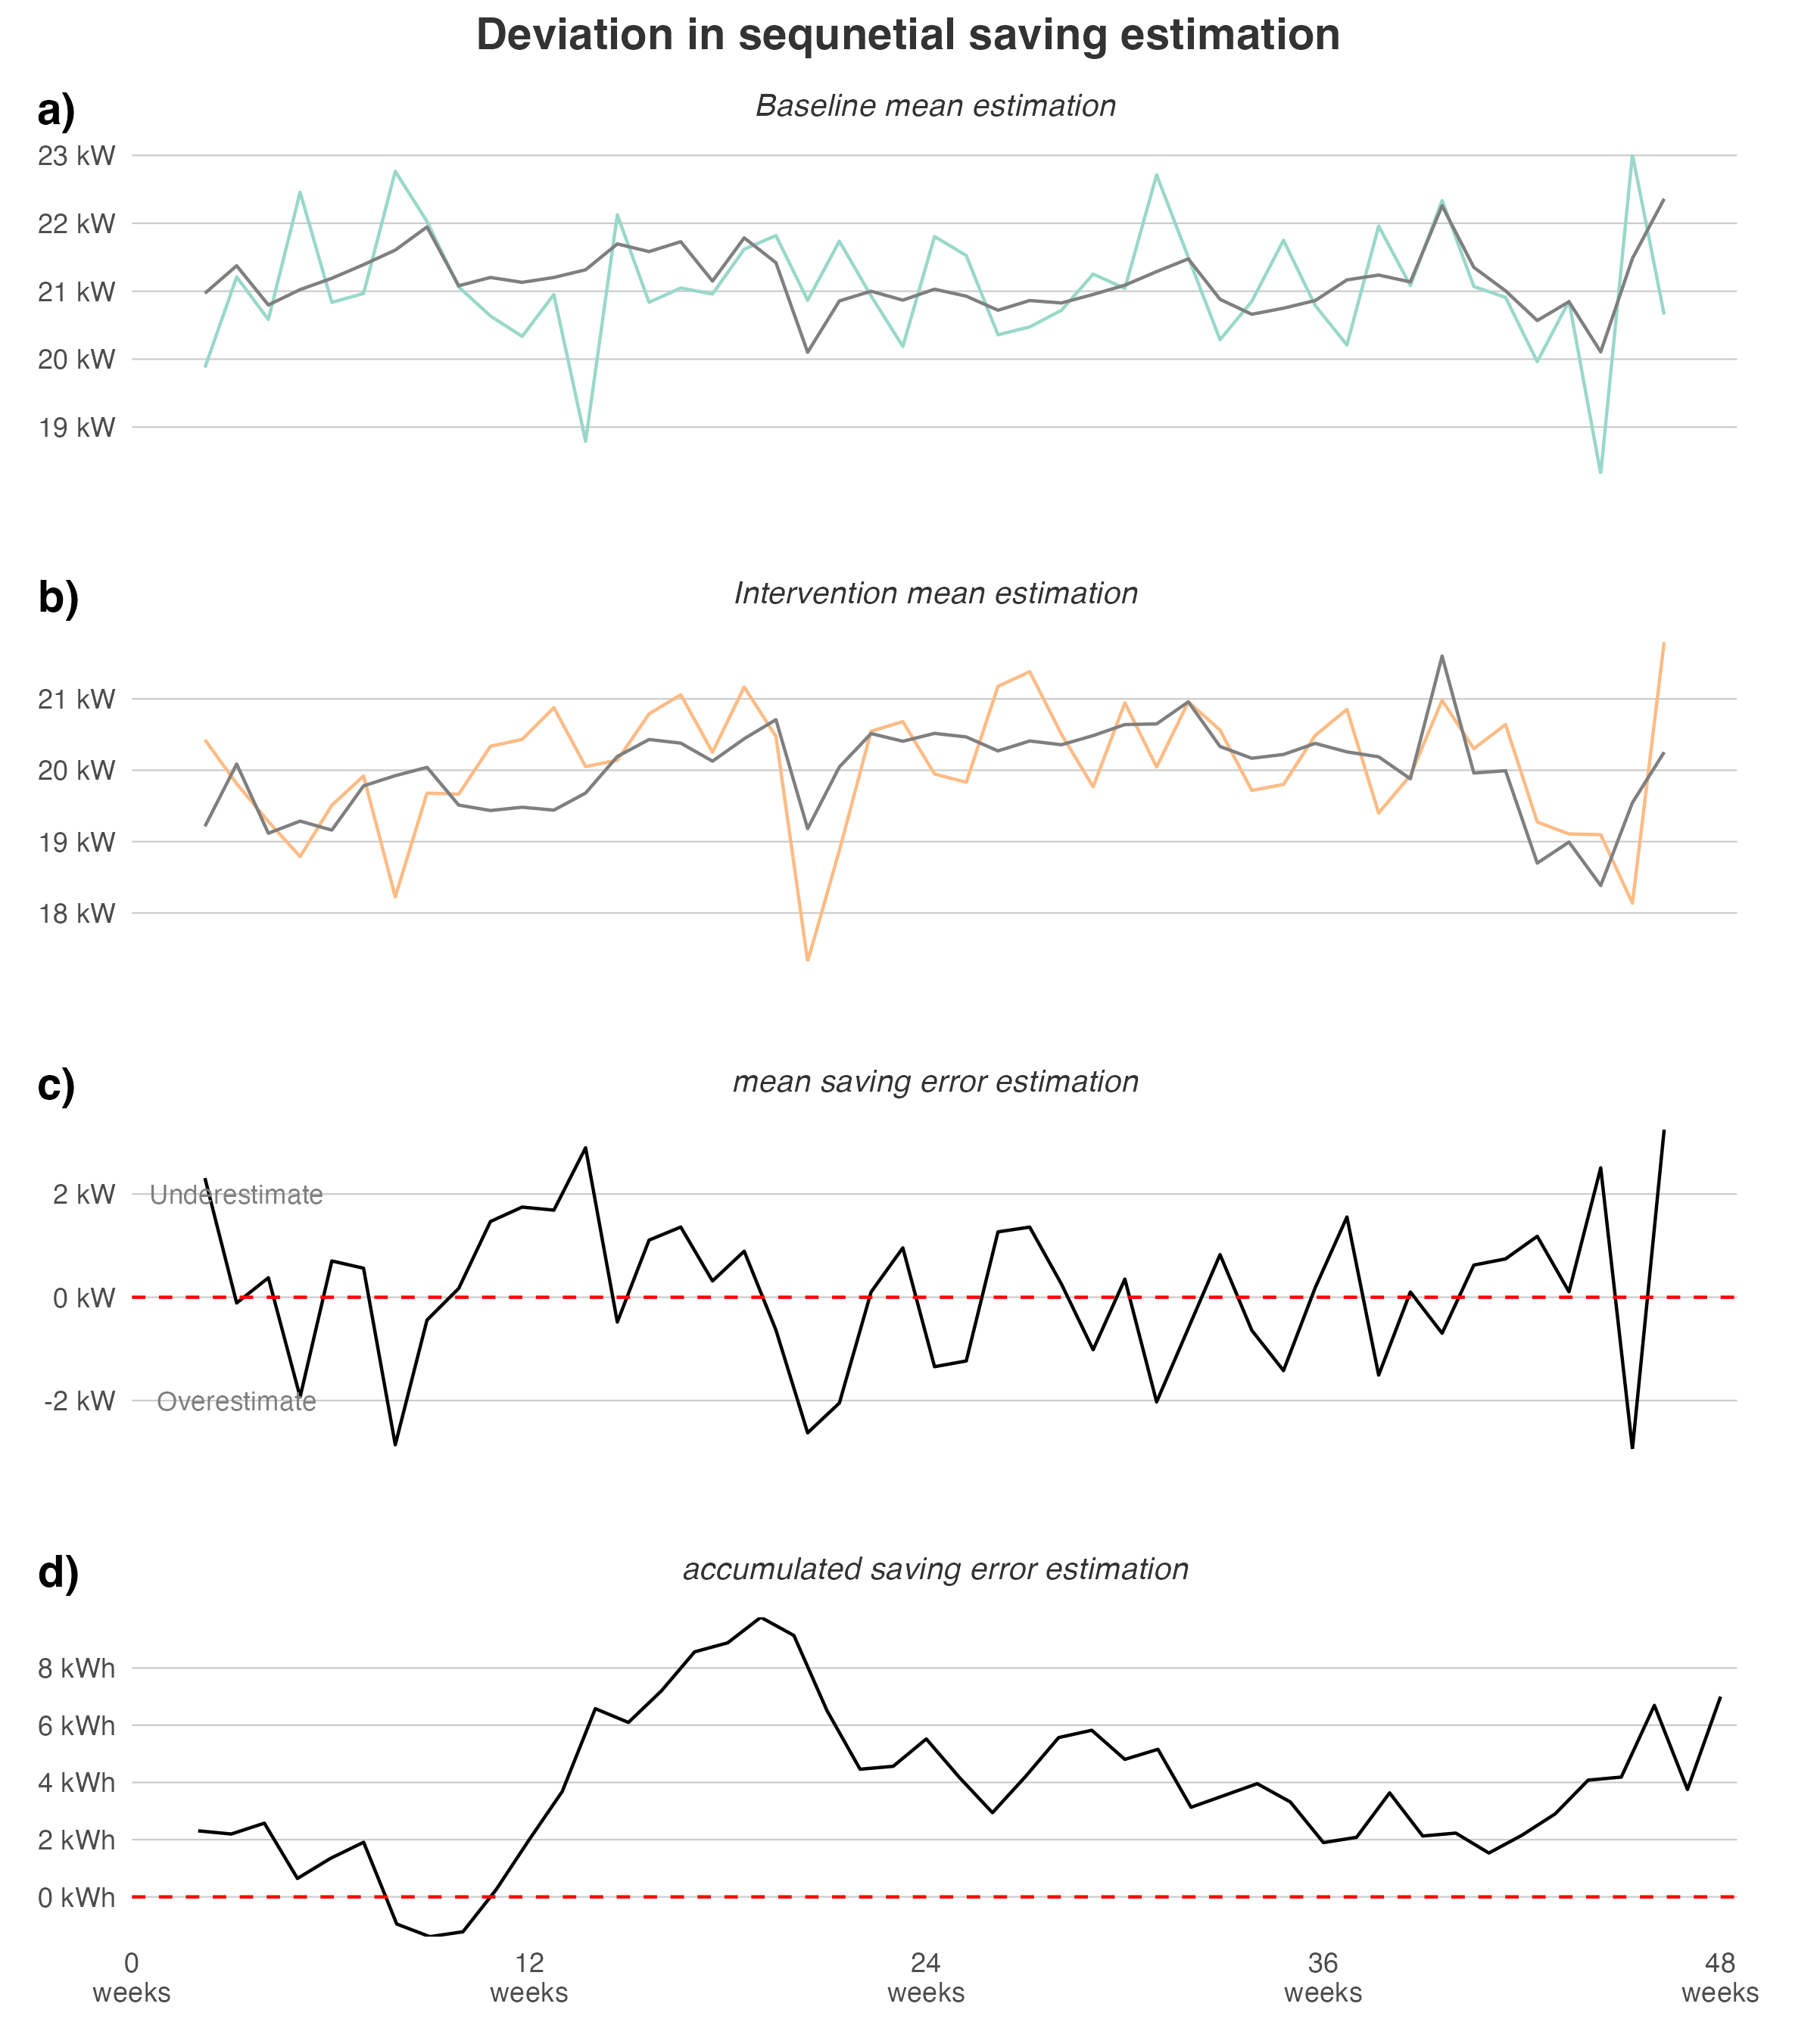 Deviation in sequnetial saving estimation
a)
Baseline mean estimation
23 kW
22 kW
21 kW
20 kW
19 kW
b)
Intervention mean estimation
21 kW
20 kW
19 kW
18 kW
c)
mean saving error estimation
2 kW
Underestimate
0 kW
-2 kW
Overestimate
d)
accumulated saving error estimation
8 kWh
6 kWh
4 kWh
2 kWh
0 kWh
0
weeks
12
weeks
24
weeks
36
weeks
48
weeks